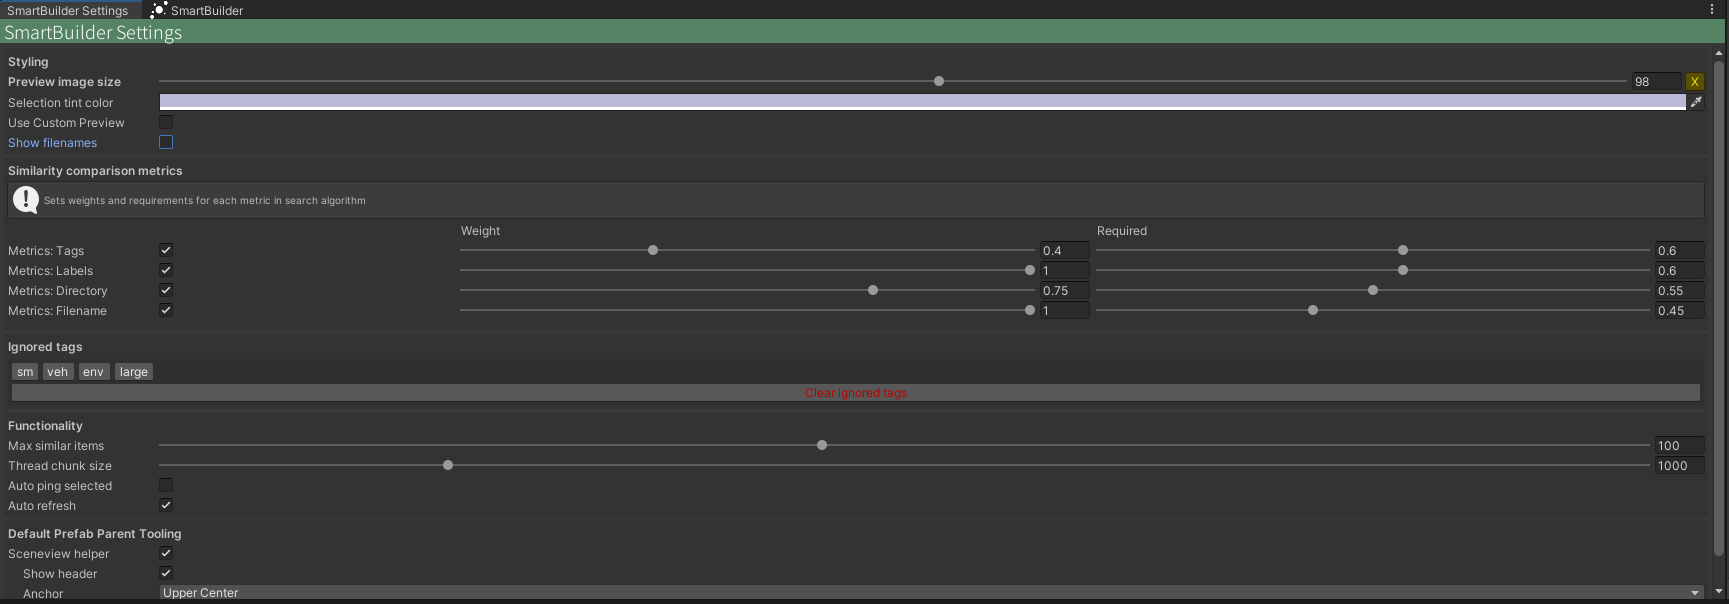 SmartBuilder Settings SmartBuilder
SmartBuilder Settings
Styling
Preview image size 98 X
Selection tint color
Use Custom Preview
Show filenames
Similarity comparison metrics
Sets weights and requirements for each metric in search algorithm
Weight Required
Metrics: Tags 0.4 0.6
Metrics: Labels 1 0.6
Metrics: Directory 0.75 0.55
Metrics: Filename 1 0.45
Ignored tags
sm veh env large
Clear ignored tags
Functionality
Max similar items 100
Thread chunk size 1000
Auto ping selected
Auto refresh
Default Prefab Parent Tooling
Sceneview helper
Show header
Anchor Upper Center